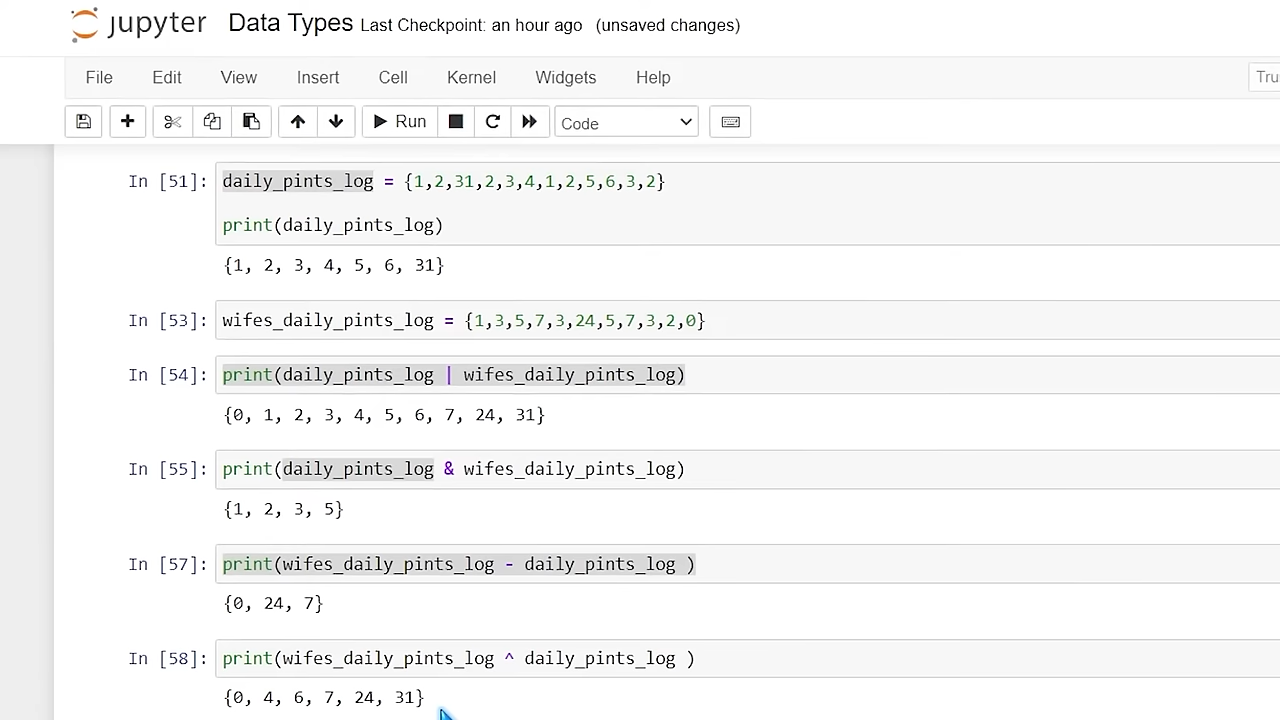 jupyter Data Types Last Checkpoint: an hour ago (unsaved changes)
File Edit View Insert Cell Kernel Widgets Help Tru
Run Code
In [51]: daily_pints_log = {1,2,31,2,3,4,1,2,5,6,3,2}
print(daily_pints_log)
{1, 2, 3, 4, 5, 6, 31}
In [53]: wifes_daily_pints_log = {1,3,5,7,3,24,5,7,3,2,0}
In [54]: print(daily_pints_log | wifes_daily_pints_log)
{0, 1, 2, 3, 4, 5, 6, 7, 24, 31}
In [55]: print(daily_pints_log & wifes_daily_pints_log)
{1, 2, 3, 5}
In [57]: print(wifes_daily_pints_log - daily_pints_log )
{0, 24, 7}
In [58]: print(wifes_daily_pints_log ^ daily_pints_log )
{0, 4, 6, 7, 24, 31}